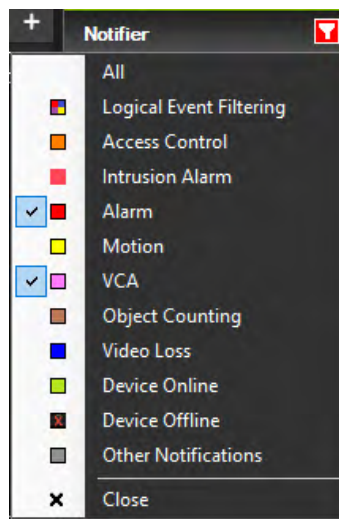 Notifier
All
Logical Event Filtering
Access Control
Intrusion Alarm
Alarm
Motion
VCA
Object Counting
Video Loss
Device Online
Device Offline
Other Notifications
Close